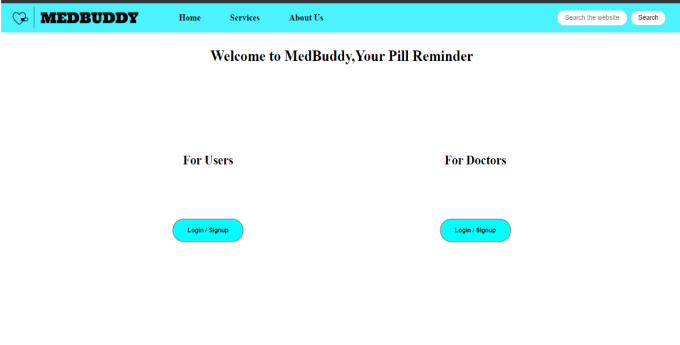 MEDBUDDY Home Services About Us Search the website Search
Welcome to MedBuddy,Your Pill Reminder
For Users For Doctors
Login / Signup Login / Signup